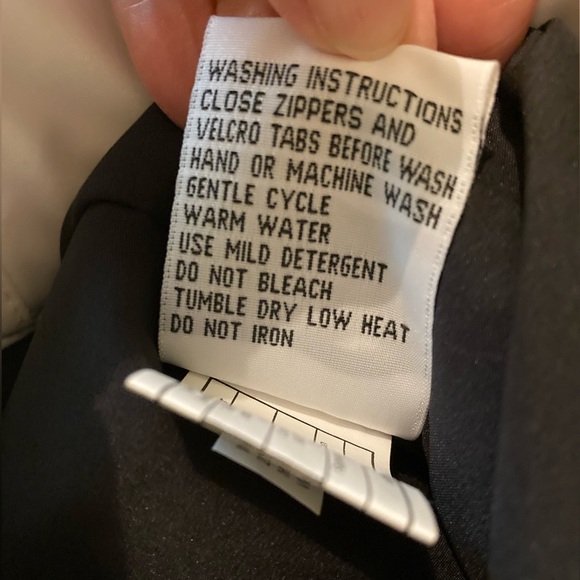 WASHING INSTRUCTIONS
CLOSE ZIPPERS AND
VELCRO TABS BEFORE WASH
HAND OR MACHINE WASH
GENTLE CYCLE
WARM WATER
USE MILD DETERGENT
DO NOT BLEACH
TUMBLE DRY LOW HEAT
DO NOT IRON